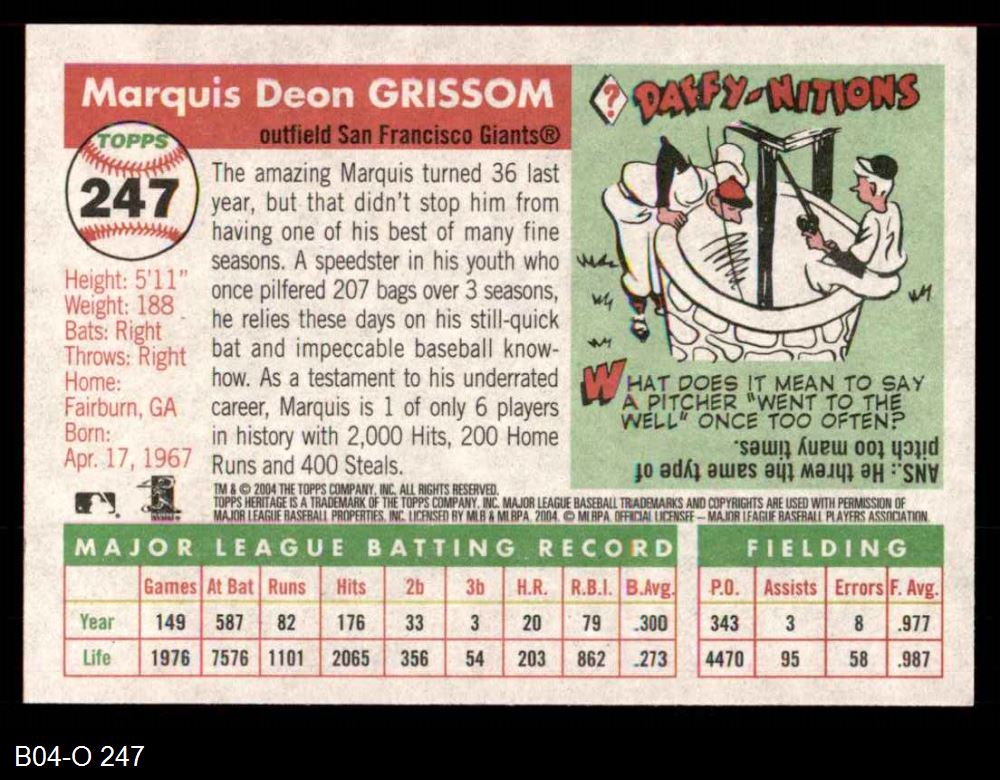 Marquis Deon GRISSOM
outfield San Francisco Giants®
TOPPS
247
Height: 5'11"
Weight: 188
Bats: Right
Throws: Right
Home:
Fairburn, GA
Born:
Apr. 17, 1967
The amazing Marquis turned 36 last
year, but that didn't stop him from
having one of his best of many fine
seasons. A speedster in his youth who
once pilfered 207 bags over 3 seasons,
he relies these days on his still-quick
bat and impeccable baseball know-
how. As a testament to his underrated
career, Marquis is 1 of only 6 players
in history with 2,000 Hits, 200 Home
Runs and 400 Steals.
? DAFFY-NITIONS
WHAT DOES IT MEAN TO SAY
A PITCHER "WENT TO THE
WELL" ONCE TOO OFTEN?
ANS.: He threw the same type of
pitch too many times.
TM & © 2004 THE TOPPS COMPANY, INC. ALL RIGHTS RESERVED.
TOPPS HERITAGE IS A TRADEMARK OF THE TOPPS COMPANY, INC. MAJOR LEAGUE BASEBALL TRADEMARKS AND COPYRIGHTS ARE USED WITH PERMISSION OF
MAJOR LEAGUE BASEBALL PROPERTIES, INC. LICENSED BY MLB & MLBPA, 2004. © MLBPA. OFFICIAL LICENSEE – MAJOR LEAGUE BASEBALL PLAYERS ASSOCIATION.
MAJOR LEAGUE BATTING RECORD FIELDING
Games At Bat Runs Hits 2b 3b H.R. R.B.I. B.Avg. P.O. Assists Errors F. Avg.
Year 149 587 82 176 33 3 20 79 .300 343 3 8 .977
Life 1976 7576 1101 2065 356 54 203 862 .273 4470 95 58 .987
B04-O 247